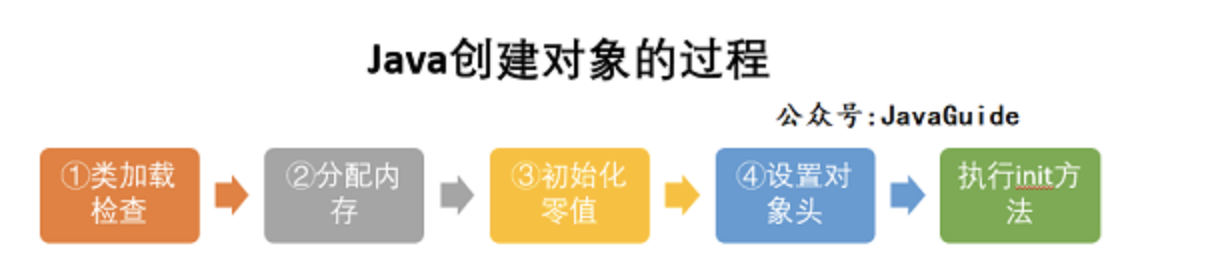 Java创建对象的过程
公众号:JavaGuide
①类加载
检查
②分配内
存
③初始化
零值
④设置对
象头
执行init方
法